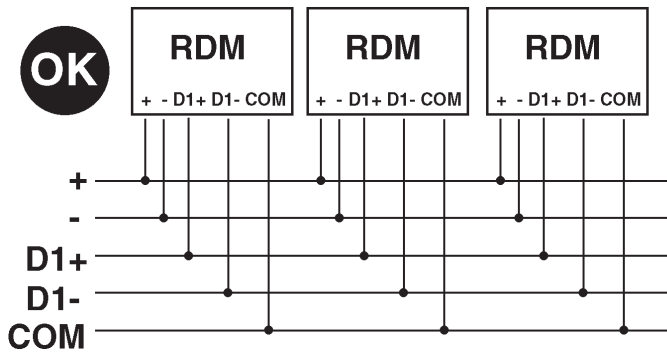 OK
RDM
+ - D1+ D1- COM
RDM
+ - D1+ D1- COM
RDM
+ - D1+ D1- COM
+
-
D1+
D1-
COM